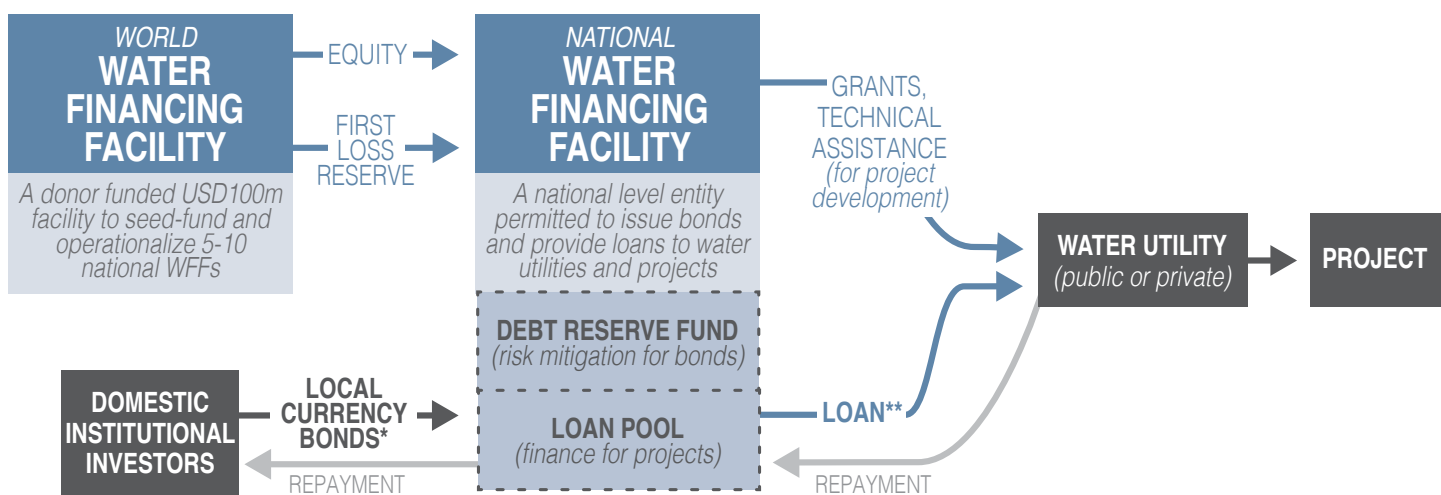 WORLD
WATER
FINANCING
FACILITY
A donor funded USD100m
facility to seed-fund and
operationalize 5-10
national WFFs
EQUITY
FIRST
LOSS
RESERVE
NATIONAL
WATER
FINANCING
FACILITY
A national level entity
permitted to issue bonds
and provide loans to water
utilities and projects
DEBT RESERVE FUND
(risk mitigation for bonds)
LOAN POOL
(finance for projects)
GRANTS,
TECHNICAL
ASSISTANCE
(for project
development)
WATER UTILITY
(public or private)
PROJECT
DOMESTIC
INSTITUTIONAL
INVESTORS
LOCAL
CURRENCY
BONDS*
REPAYMENT
LOAN**
REPAYMENT